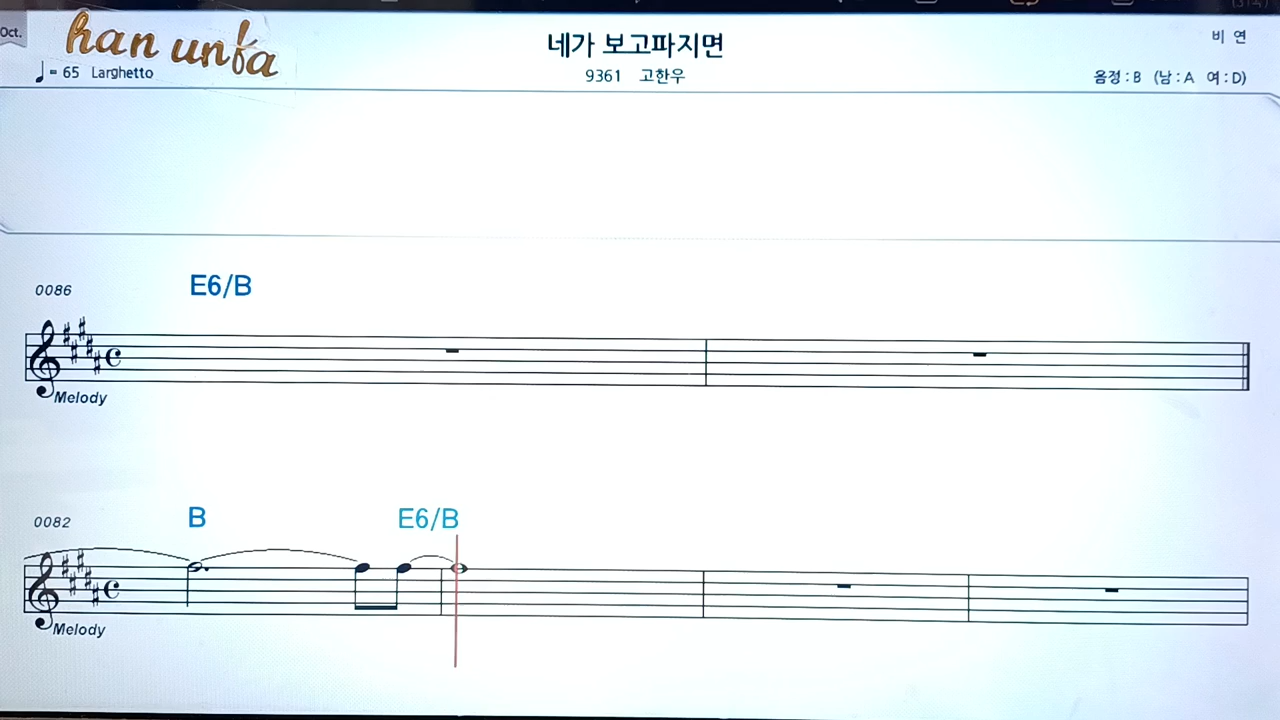 Oct.
han unfa
네가 보고파지면
비 연
♩= 65 Larghetto
9361 고한우
음정 : B (남 : A 여 : D)
0086
E6/B
Melody
0082
B E6/B
Melody